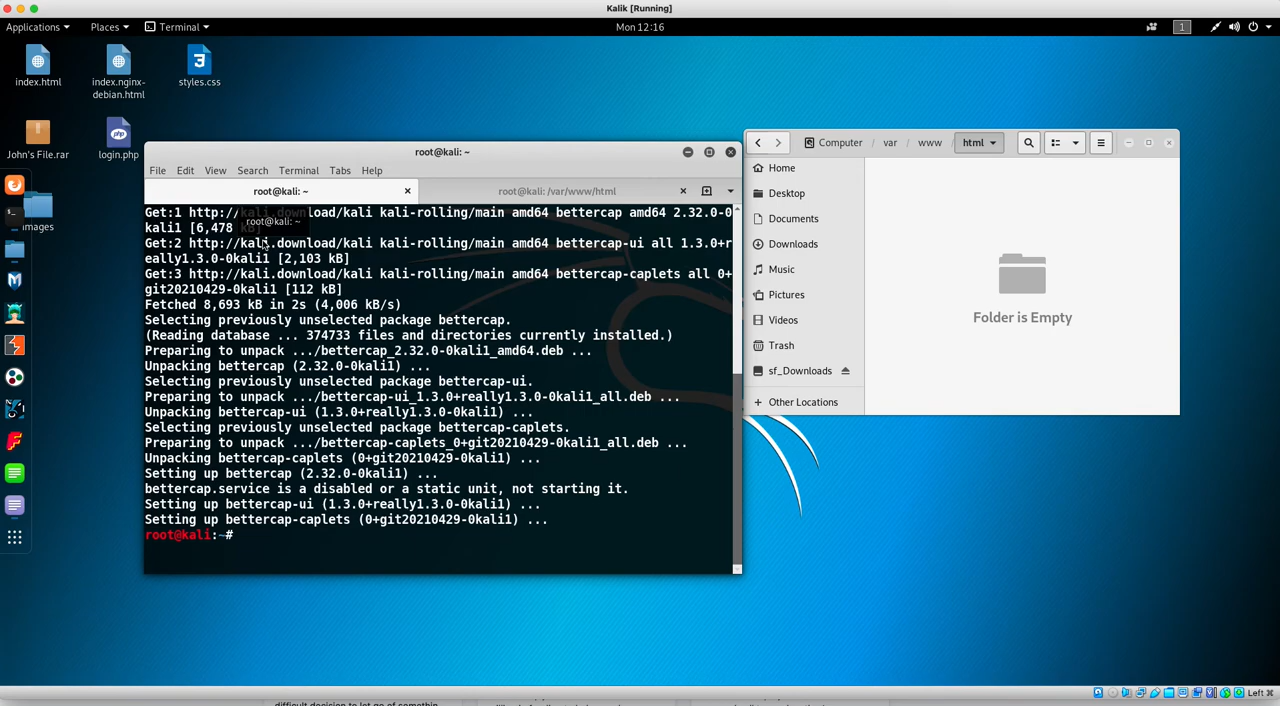 Kalik [Running]
Applications
Places
Terminal
Mon 12:16
1
index.html
index.nginx-
debian.html
styles.css
John's File.rar
login.php
images
root@kali: ~
File Edit View Search Terminal Tabs Help
root@kali: ~
root@kali: /var/www/html
root@kali: ~
Get:1 http://kali.download/kali kali-rolling/main amd64 bettercap amd64 2.32.0-0
kali1 [6,478 kB]
Get:2 http://kali.download/kali kali-rolling/main amd64 bettercap-ui all 1.3.0+r
eally1.3.0-0kali1 [2,103 kB]
Get:3 http://kali.download/kali kali-rolling/main amd64 bettercap-caplets all 0+
git20210429-0kali1 [112 kB]
Fetched 8,693 kB in 2s (4,006 kB/s)
Selecting previously unselected package bettercap.
(Reading database ... 374733 files and directories currently installed.)
Preparing to unpack .../bettercap_2.32.0-0kali1_amd64.deb ...
Unpacking bettercap (2.32.0-0kali1) ...
Selecting previously unselected package bettercap-ui.
Preparing to unpack .../bettercap-ui_1.3.0+really1.3.0-0kali1_all.deb ...
Unpacking bettercap-ui (1.3.0+really1.3.0-0kali1) ...
Selecting previously unselected package bettercap-caplets.
Preparing to unpack .../bettercap-caplets_0+git20210429-0kali1_all.deb ...
Unpacking bettercap-caplets (0+git20210429-0kali1) ...
Setting up bettercap (2.32.0-0kali1) ...
bettercap.service is a disabled or a static unit, not starting it.
Setting up bettercap-ui (1.3.0+really1.3.0-0kali1) ...
Setting up bettercap-caplets (0+git20210429-0kali1) ...
root@kali:~#
Computer var www html
Home
Desktop
Documents
Downloads
Music
Pictures
Videos
Trash
sf_Downloads
+ Other Locations
Folder is Empty
Left ⌘
difficult decision to let go of